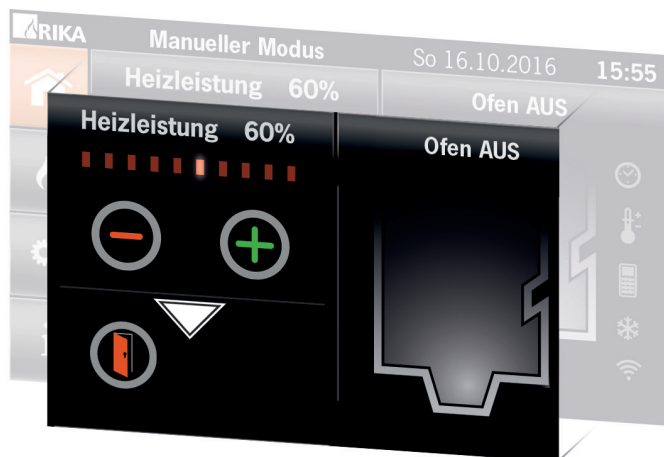 RIKA Manueller Modus So 16.10.2016 15:55
Heizleistung 60% Ofen AUS
Heizleistung 60% Ofen AUS